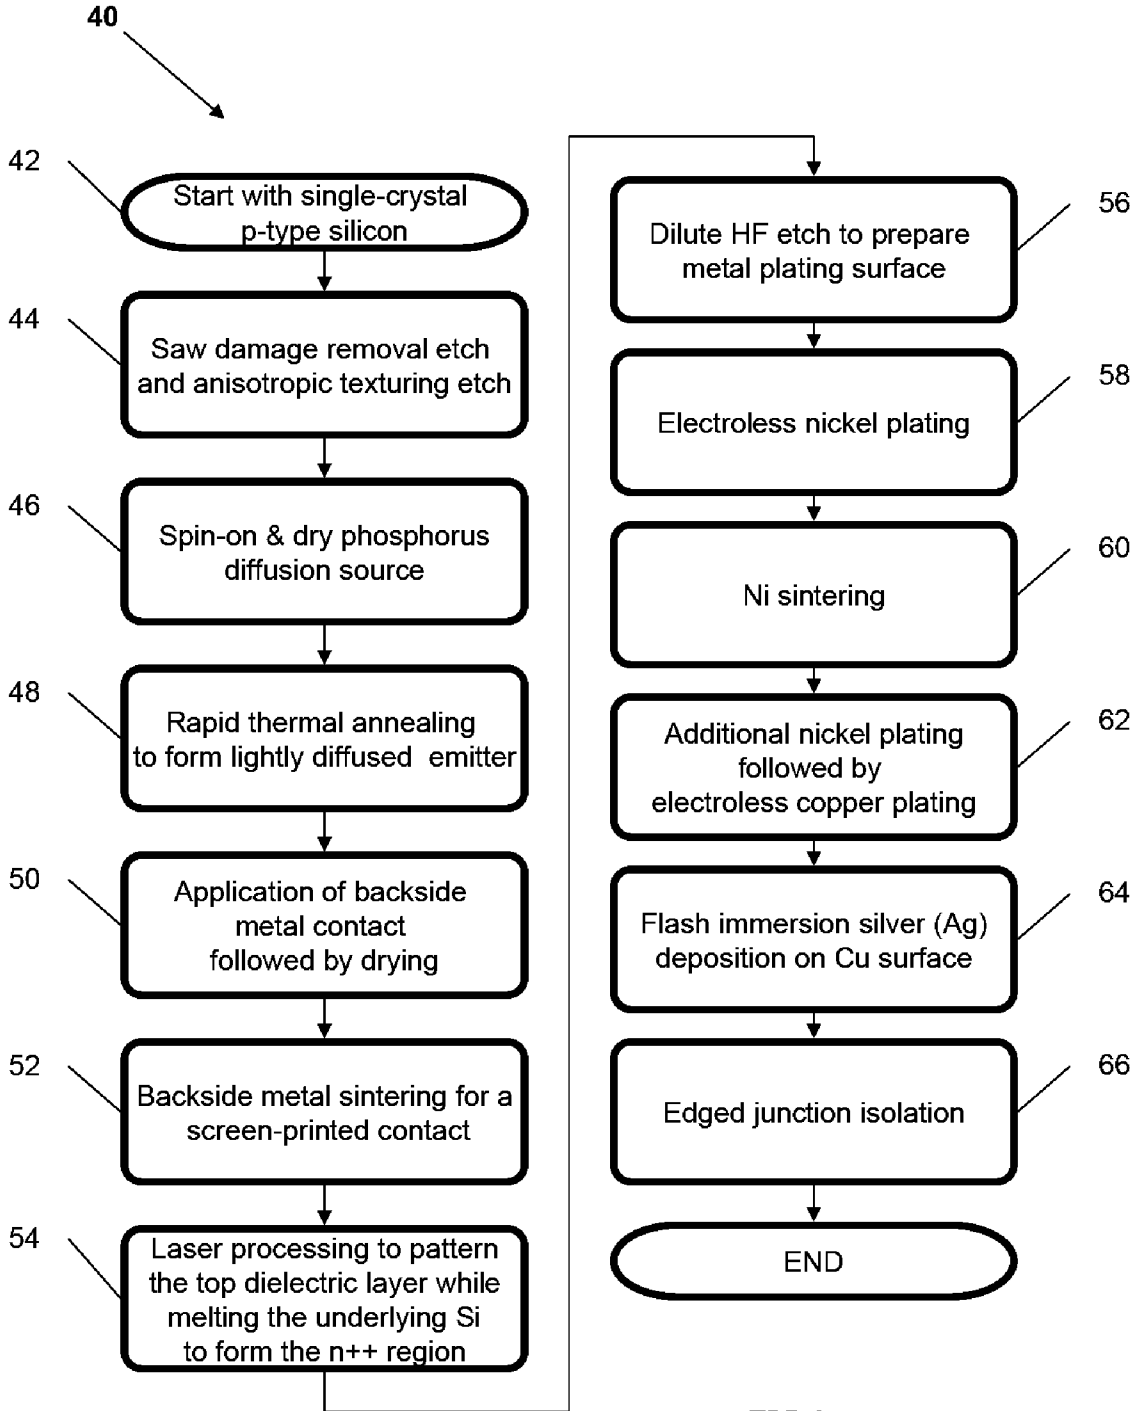 40
42
Start with single-crystal
p-type silicon
44
Saw damage removal etch
and anisotropic texturing etch
46
Spin-on & dry phosphorus
diffusion source
48
Rapid thermal annealing
to form lightly diffused emitter
50
Application of backside
metal contact
followed by drying
52
Backside metal sintering for a
screen-printed contact
54
Laser processing to pattern
the top dielectric layer while
melting the underlying Si
to form the n++ region
56
Dilute HF etch to prepare
metal plating surface
58
Electroless nickel plating
60
Ni sintering
62
Additional nickel plating
followed by
electroless copper plating
64
Flash immersion silver (Ag)
deposition on Cu surface
66
Edged junction isolation
END